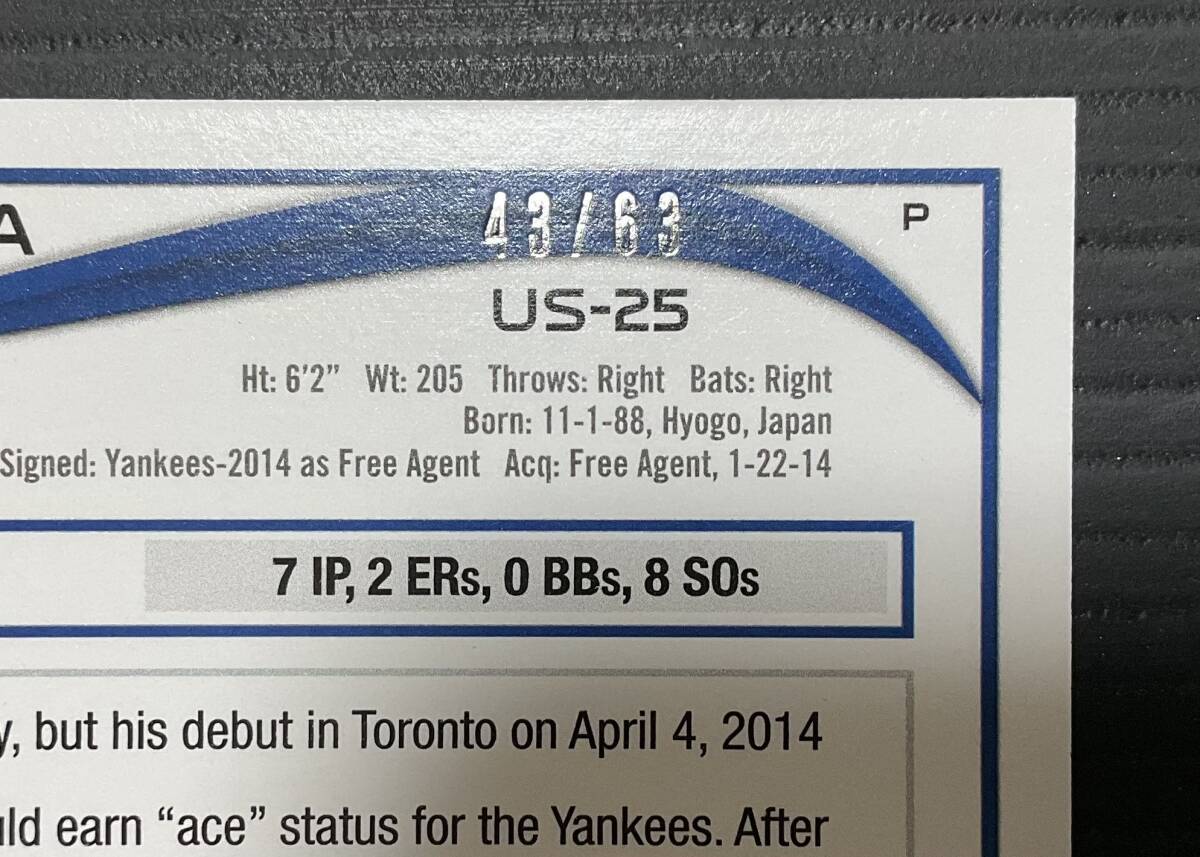 A
P
43/63
US-25
Ht: 6'2" Wt: 205 Throws: Right Bats: Right
Born: 11-1-88, Hyogo, Japan
Signed: Yankees-2014 as Free Agent Acq: Free Agent, 1-22-14
7 IP, 2 ERs, 0 BBs, 8 SOs
y, but his debut in Toronto on April 4, 2014
uld earn “ace” status for the Yankees. After